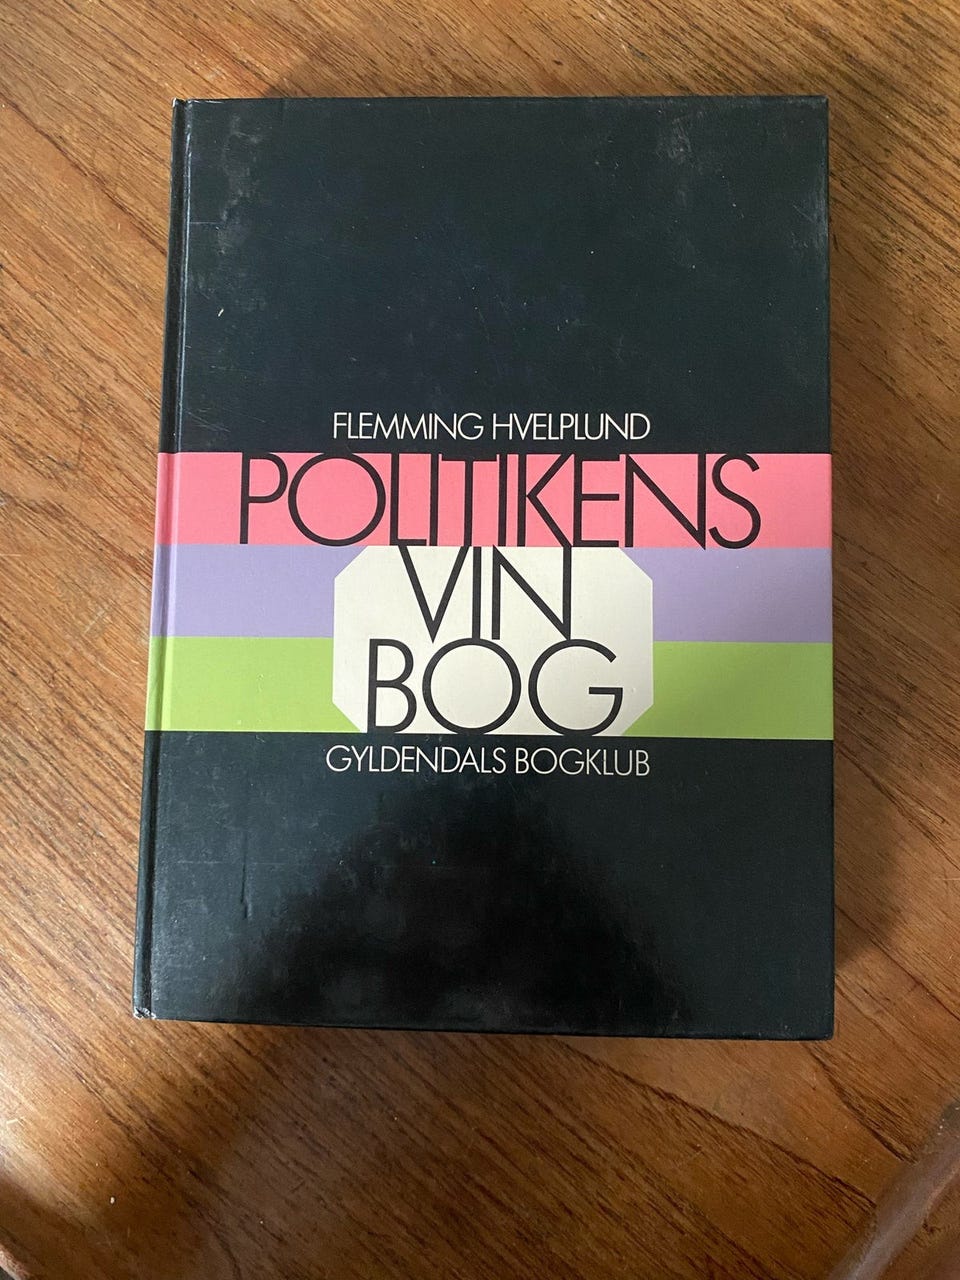 FLEMMING HVELPLUND
POLITIKENS
VIN
BOG
GYLDENDALS BOGKLUB